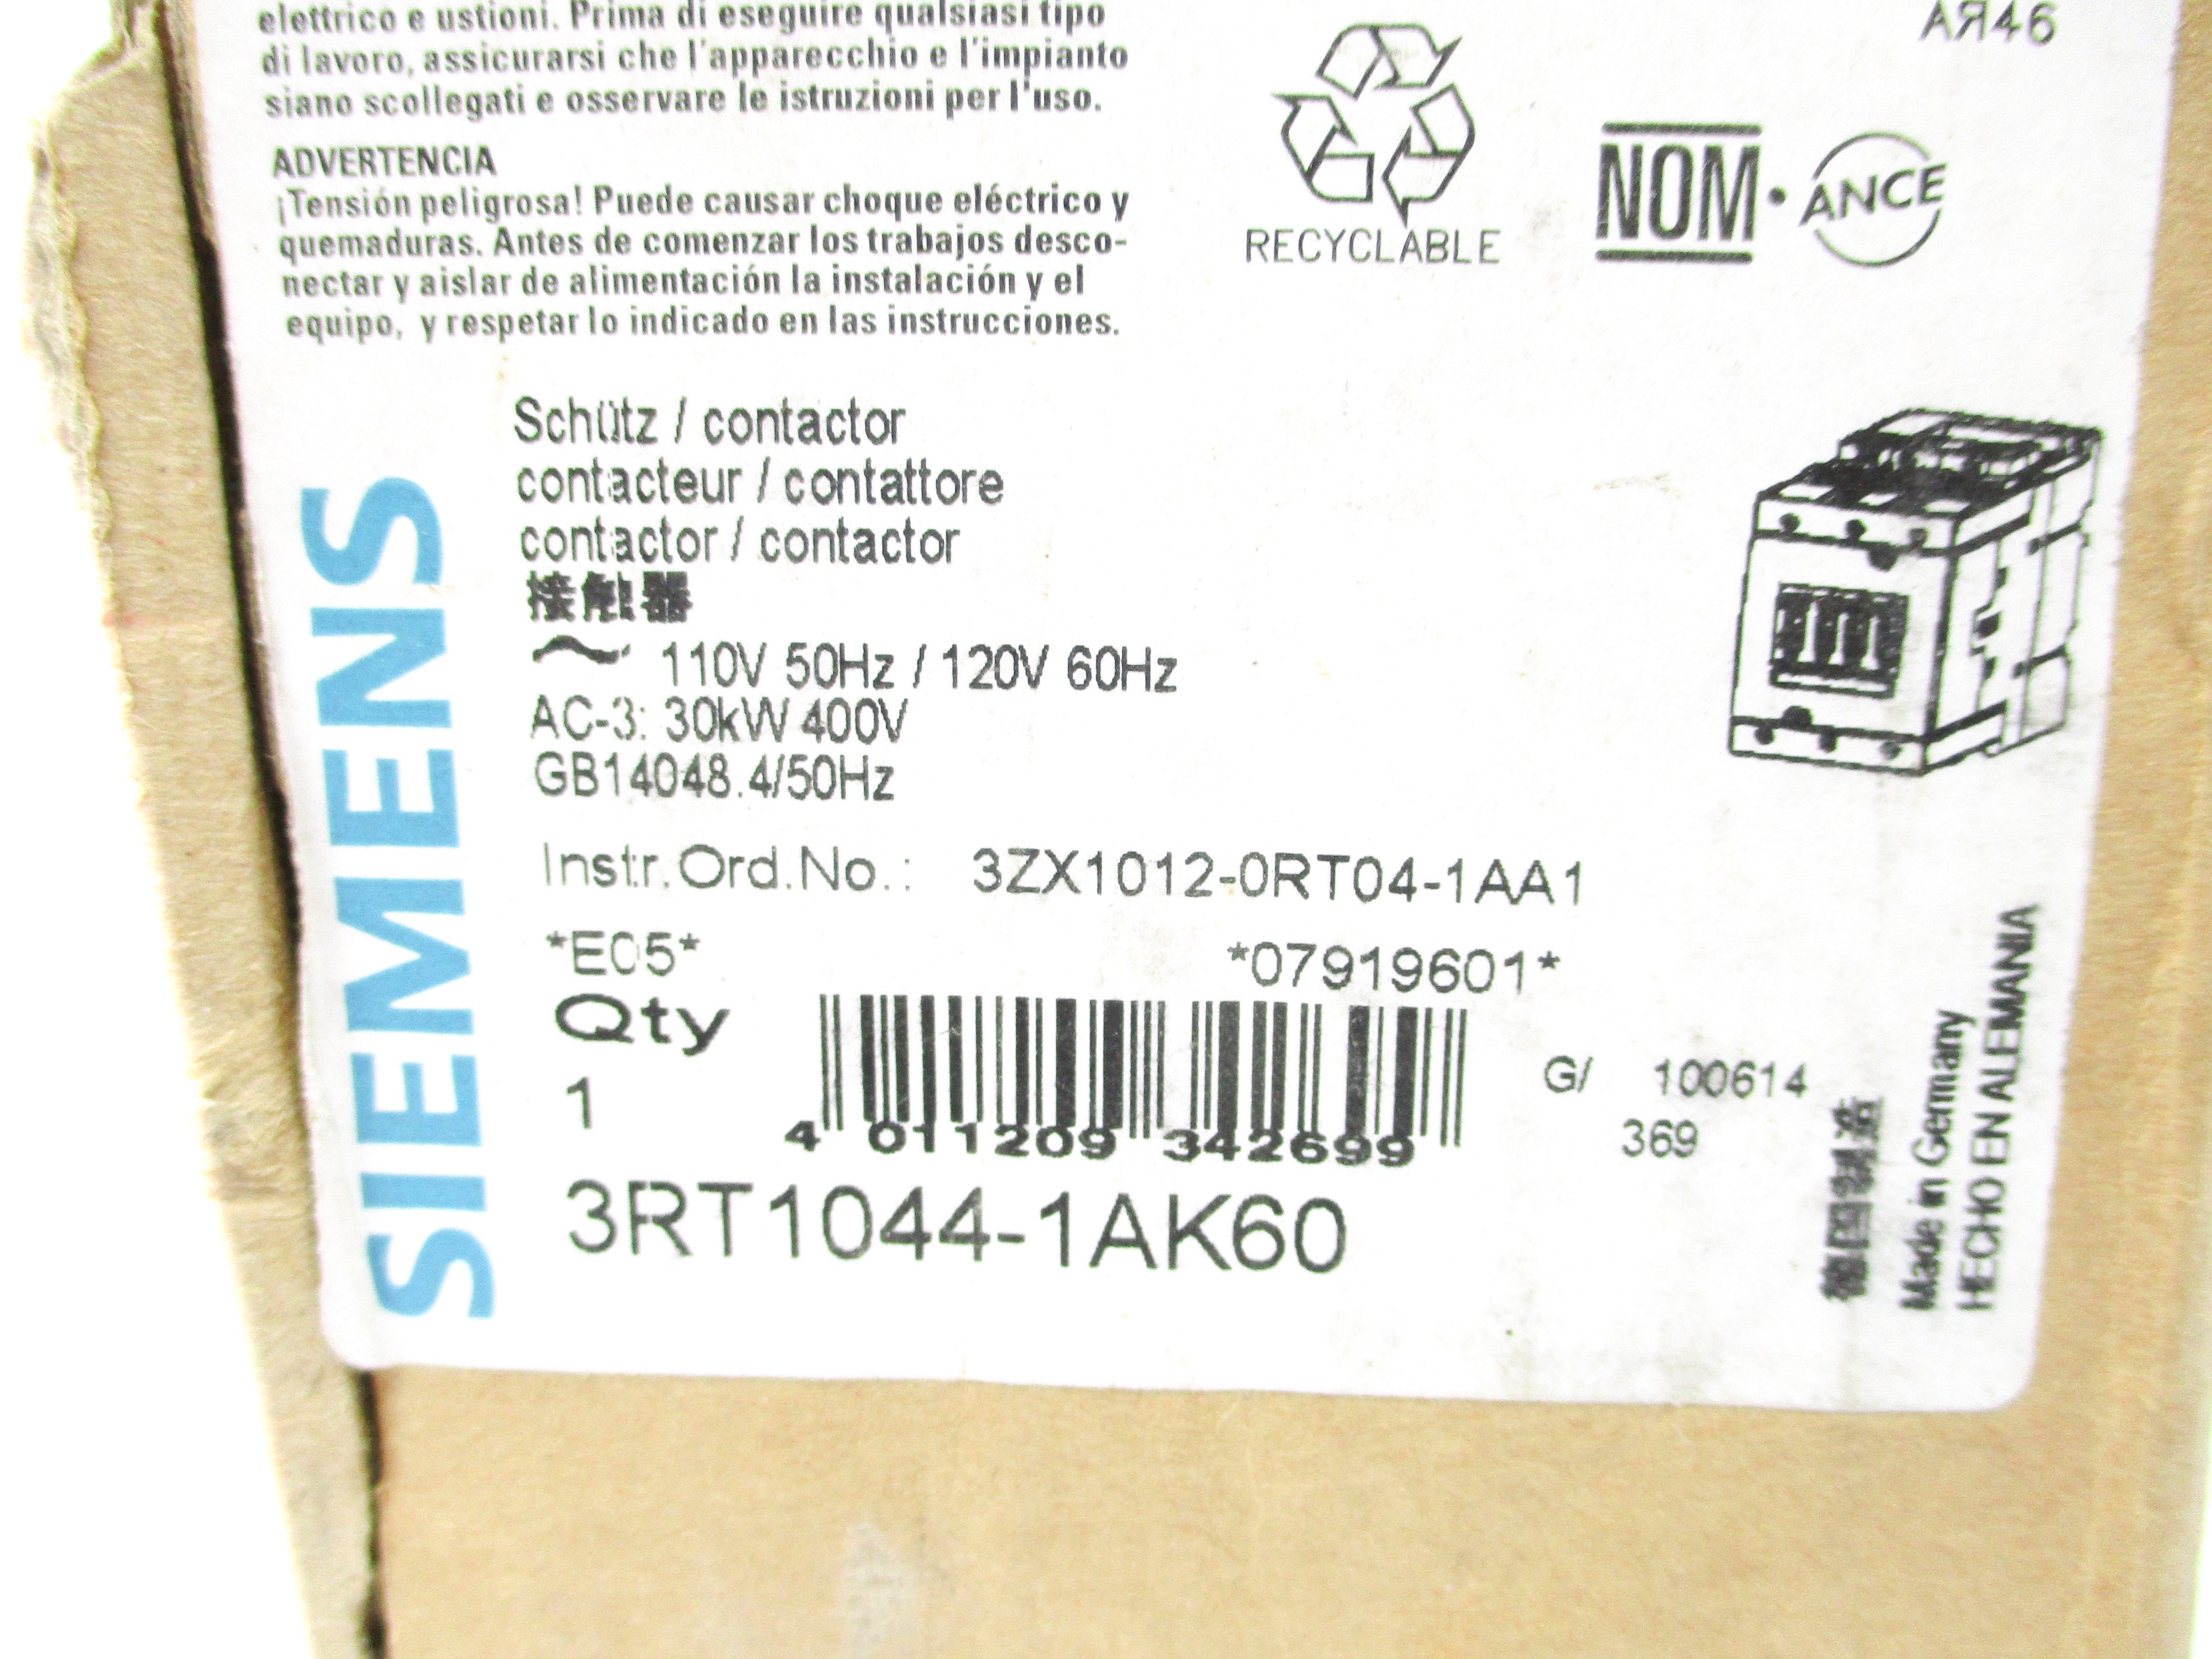 elettrico e ustioni. Prima di eseguire qualsiasi tipo
di lavoro, assicurarsi che l'apparecchio e l'impianto
siano scollegati e osservare le istruzioni per l'uso.
ADVERTENCIA
¡Tensión peligrosa! Puede causar choque eléctrico y
quemaduras. Antes de comenzar los trabajos desco-
nectar y aislar de alimentación la instalación y el
equipo, y respetar lo indicado en las instrucciones.
AЯ46
RECYCLABLE
NOM · ANCE
SIEMENS
Schütz / contactor
contacteur / contattore
contactor / contactor
接触器
~ 110V 50Hz / 120V 60Hz
AC-3: 30kW 400V
GB14048.4/50Hz
Instr.Ord.No.: 3ZX1012-0RT04-1AA1
*E05* *07919601*
Qty
1
4 011209 342699
G/ 100614
369
3RT1044-1AK60
德国制造
Made in Germany
HECHO EN ALEMANIA